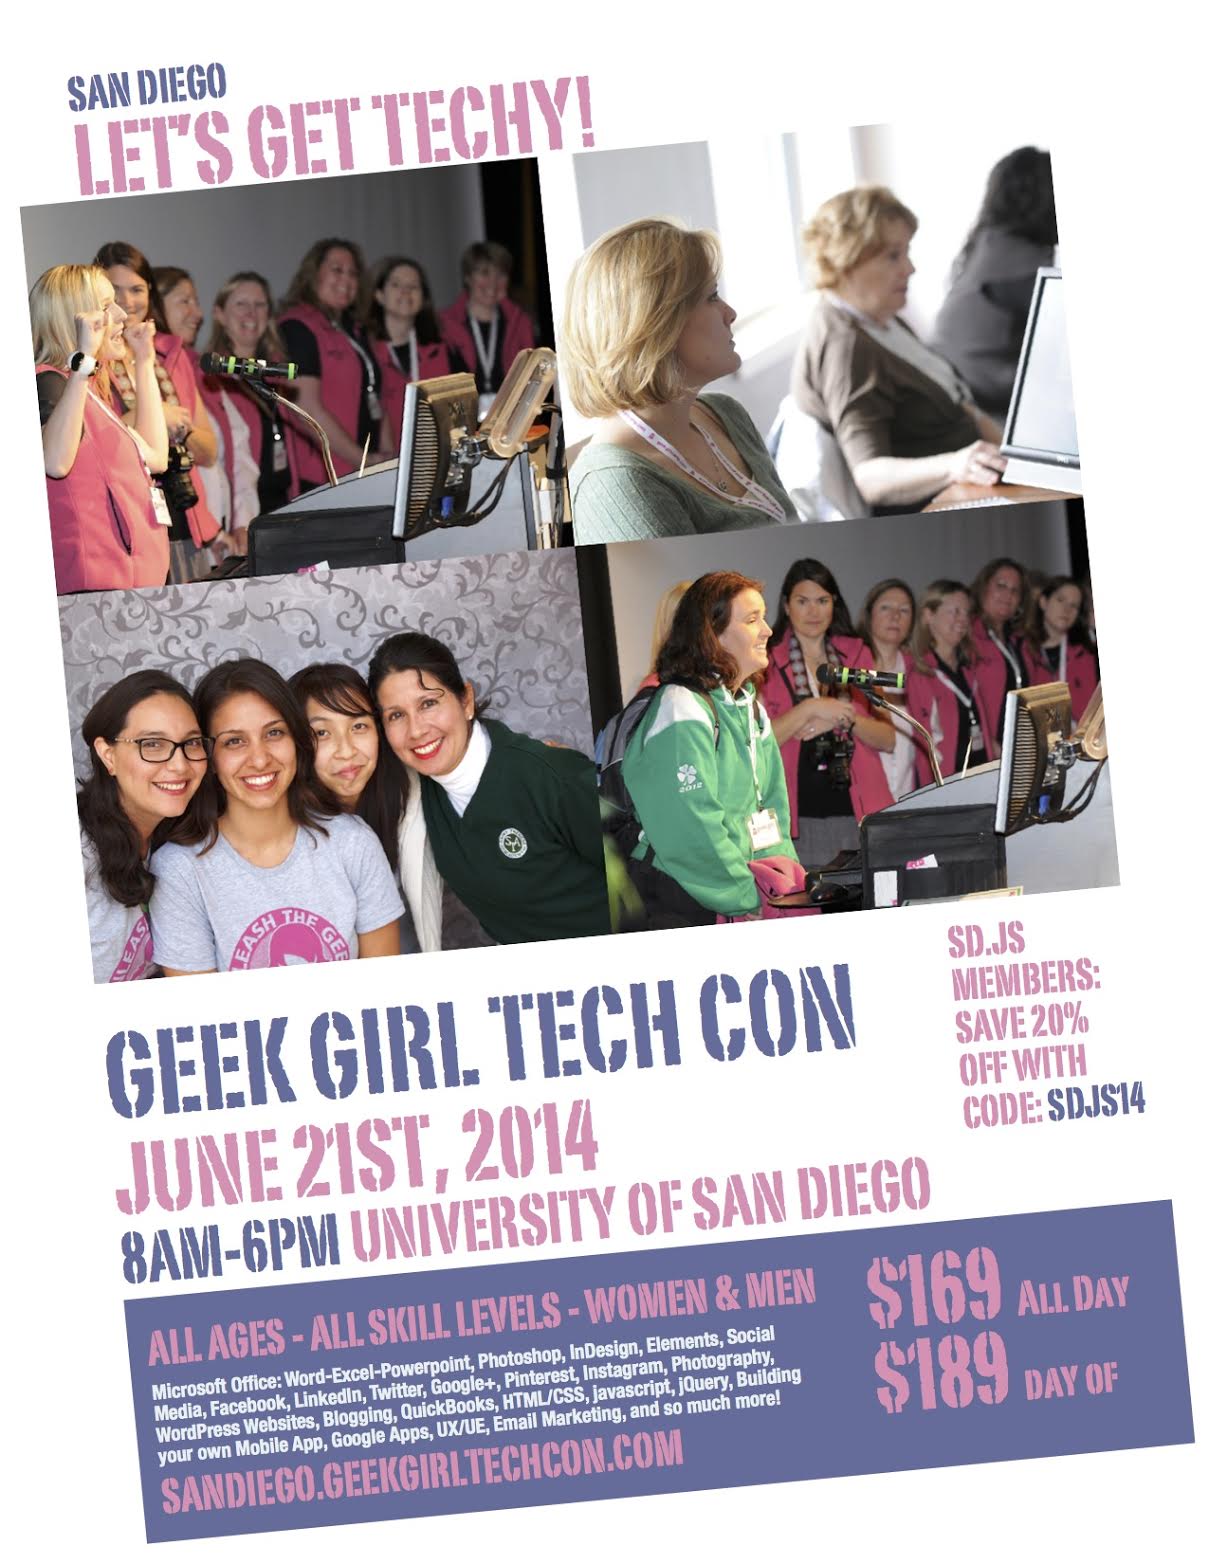 SAN DIEGO
LET'S GET TECHY!
2012
LEASH THE GEE
GEEK GIRL TECH CON
JUNE 21ST, 2014
8AM-6PM UNIVERSITY OF SAN DIEGO
SD.JS
MEMBERS:
SAVE 20%
OFF WITH
CODE: SDJS14
ALL AGES - ALL SKILL LEVELS - WOMEN & MEN
Microsoft Office: Word-Excel-Powerpoint, Photoshop, InDesign, Elements, Social
Media, Facebook, LinkedIn, Twitter, Google+, Pinterest, Instagram, Photography,
WordPress Websites, Blogging, QuickBooks, HTML/CSS, javascript, jQuery, Building
your own Mobile App, Google Apps, UX/UE, Email Marketing, and so much more!
SANDIEGO.GEEKGIRLTECHCON.COM
$169 ALL DAY
$189 DAY OF